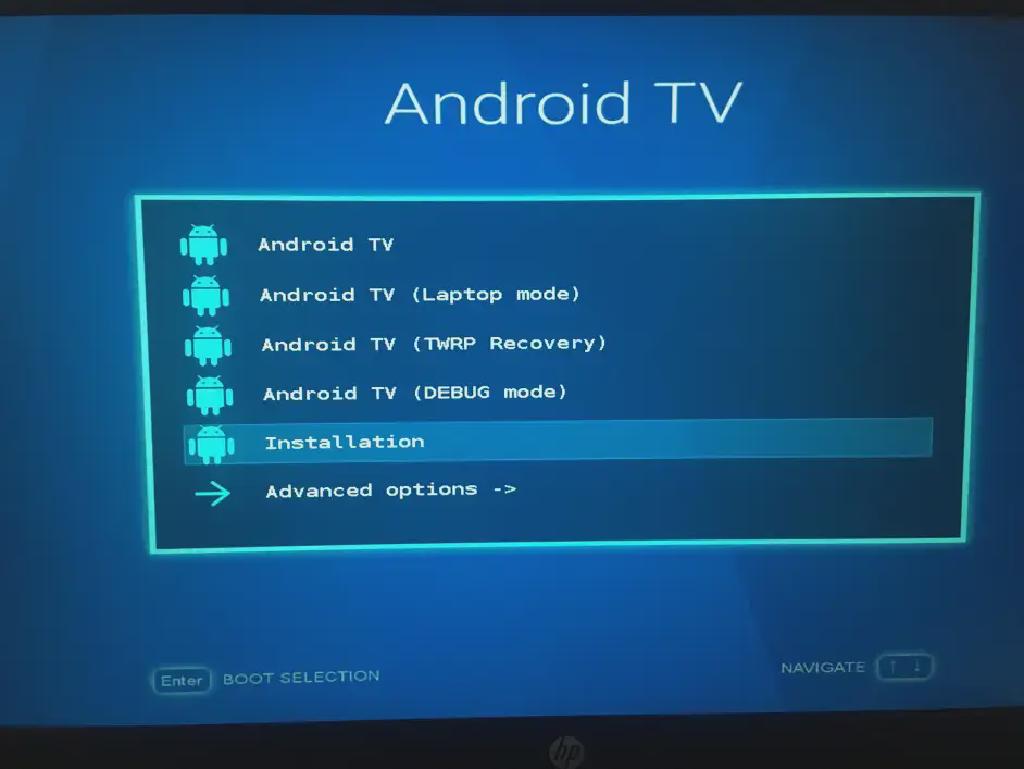 Android TV
Android TV
Android TV (Laptop mode)
Android TV (TWRP Recovery)
Android TV (DEBUG mode)
Installation
Advanced options ->
Enter BOOT SELECTION
NAVIGATE ↑ ↓
hp